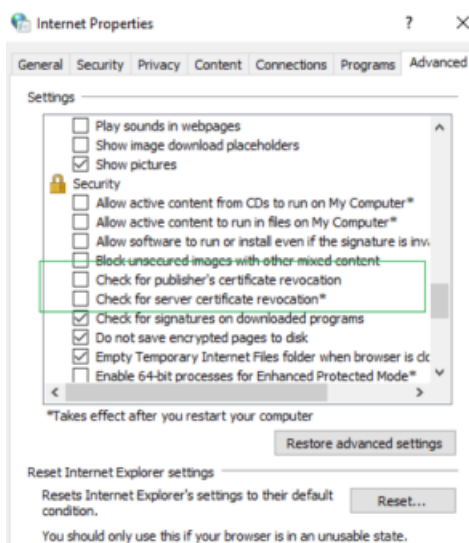 Internet Properties ? X
General Security Privacy Content Connections Programs Advanced
Settings
Play sounds in webpages
Show image download placeholders
Show pictures
Security
Allow active content from CDs to run on My Computer*
Allow active content to run in files on My Computer*
Allow software to run or install even if the signature is inv
Block unsecured images with other mixed content
Check for publisher's certificate revocation
Check for server certificate revocation*
Check for signatures on downloaded programs
Do not save encrypted pages to disk
Empty Temporary Internet Files folder when browser is clc
Enable 64-bit processes for Enhanced Protected Mode*
*Takes effect after you restart your computer
Restore advanced settings
Reset Internet Explorer settings
Resets Internet Explorer's settings to their default
condition.
Reset...
You should only use this if your browser is in an unusable state.